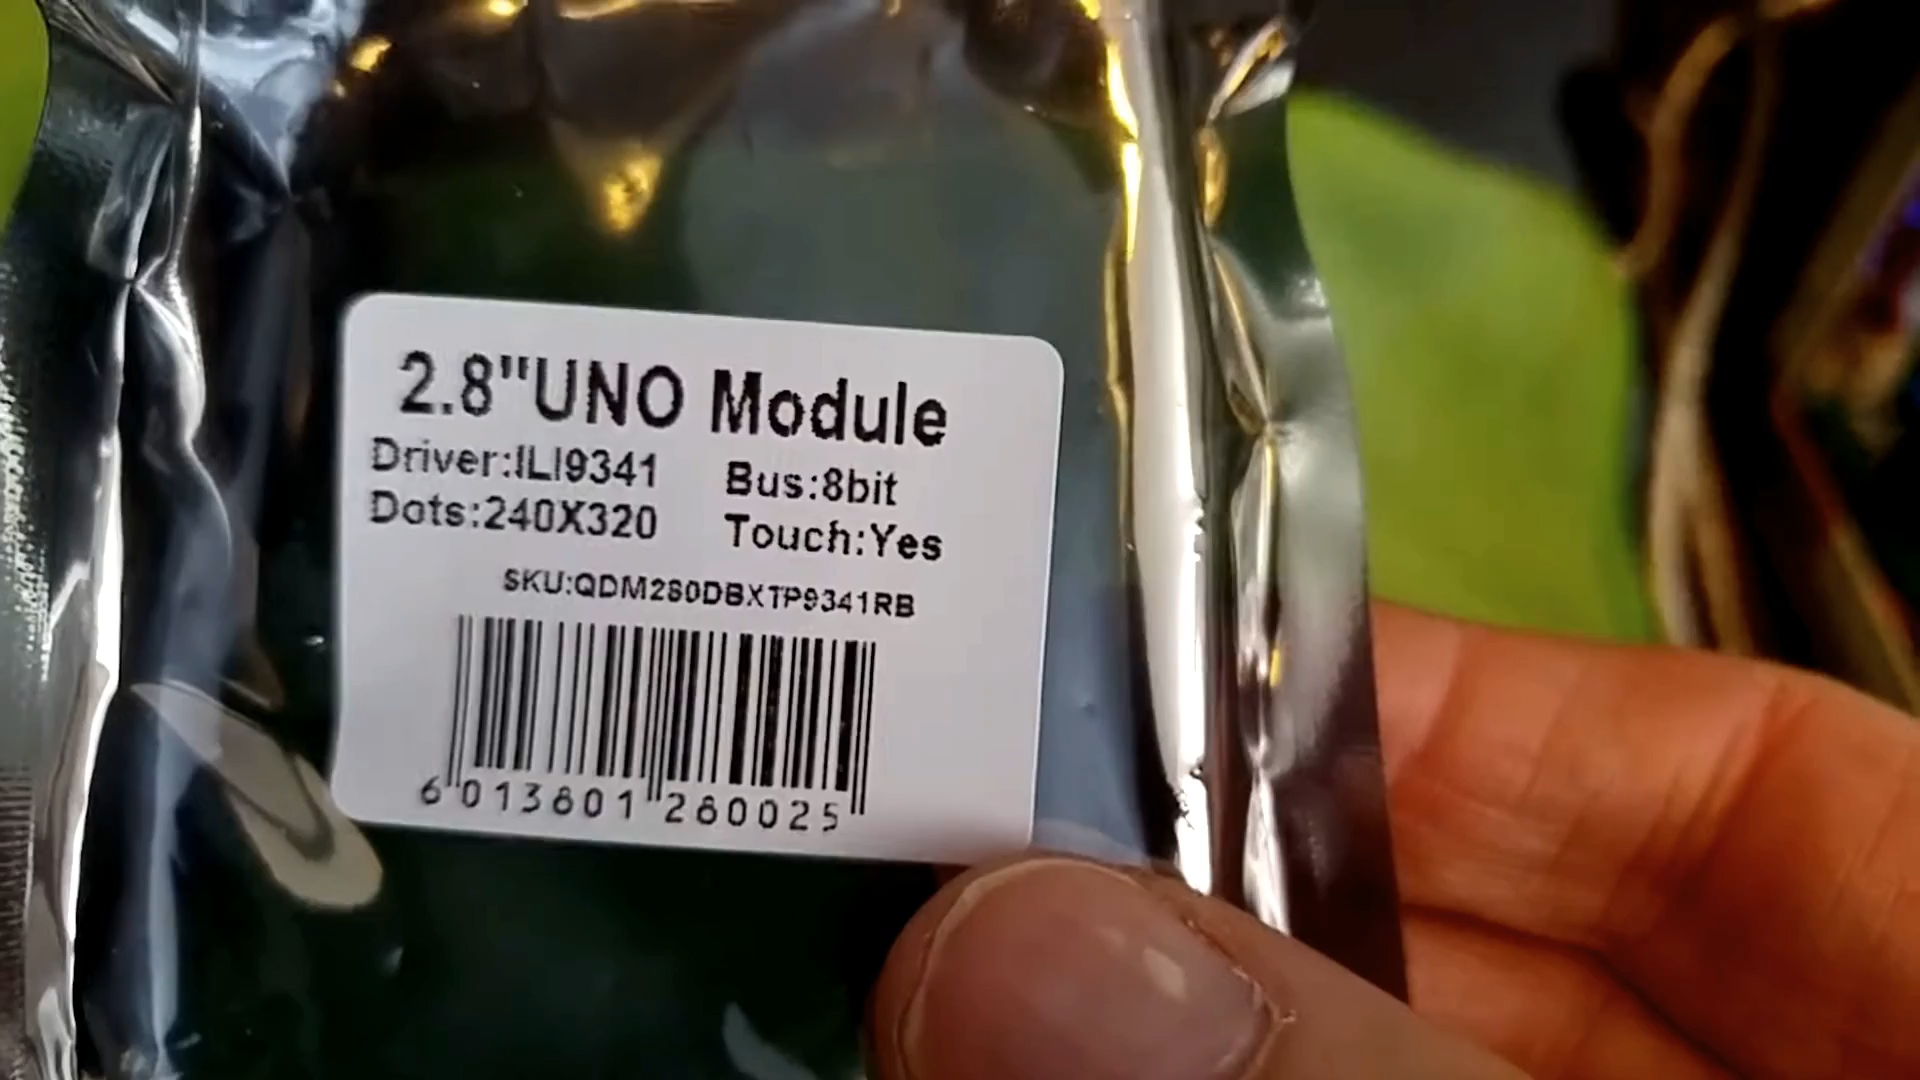 2.8"UNO Module
Driver:ILI9341 Bus:8bit
Dots:240X320 Touch:Yes
SKU:QDM280DBXTP9341RB
6 013801 280025